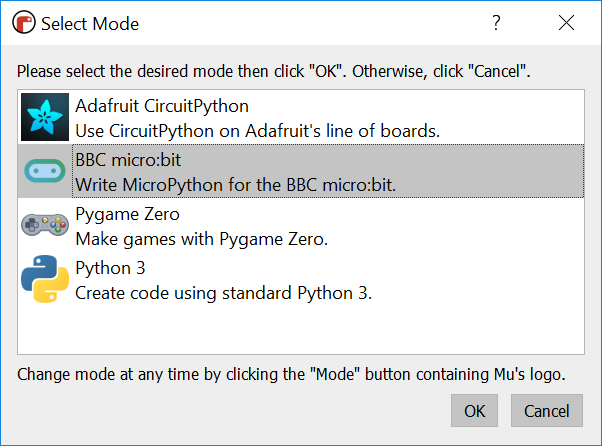 Select Mode
?
Please select the desired mode then click "OK". Otherwise, click "Cancel".
Adafruit CircuitPython
Use CircuitPython on Adafruit's line of boards.
BBC micro:bit
Write MicroPython for the BBC micro:bit.
Pygame Zero
Make games with Pygame Zero.
Python 3
Create code using standard Python 3.
Change mode at any time by clicking the "Mode" button containing Mu's logo.
OK Cancel